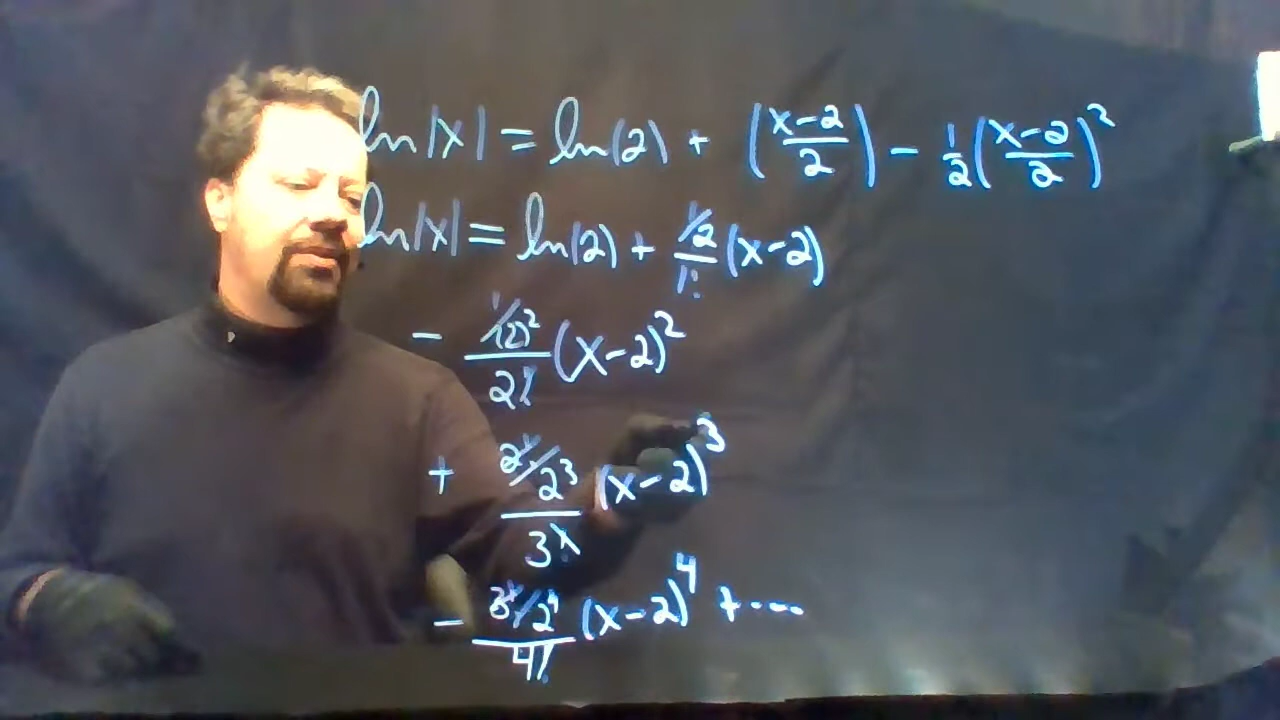 ln|x| = ln(2) + (x-2/2) - 1/2(x-2/2)²
ln|x| = ln(2) + 1/2/1! (x-2)
- 1/(2)²/2! (x-2)²
+ 2!/2³/3! (x-2)³
- 3!/2⁴/4! (x-2)⁴ + ...